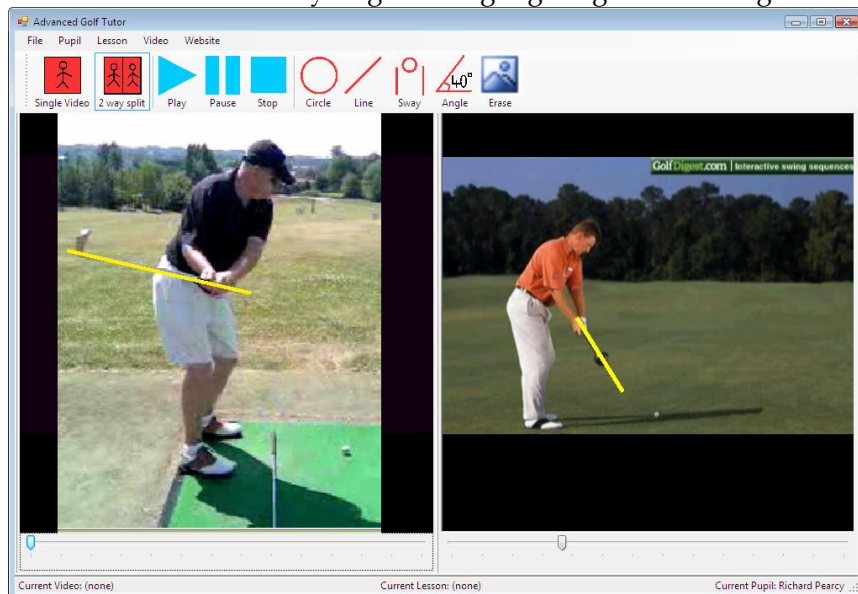 Advanced Golf Tutor
File Pupil Lesson Video Website
Single Video 2 way split Play Pause Stop Circle Line Sway Angle Erase
40°
GolfDigest.com | Interactive swing sequences
Current Video: (none) Current Lesson: (none) Current Pupil: Richard Pearcy